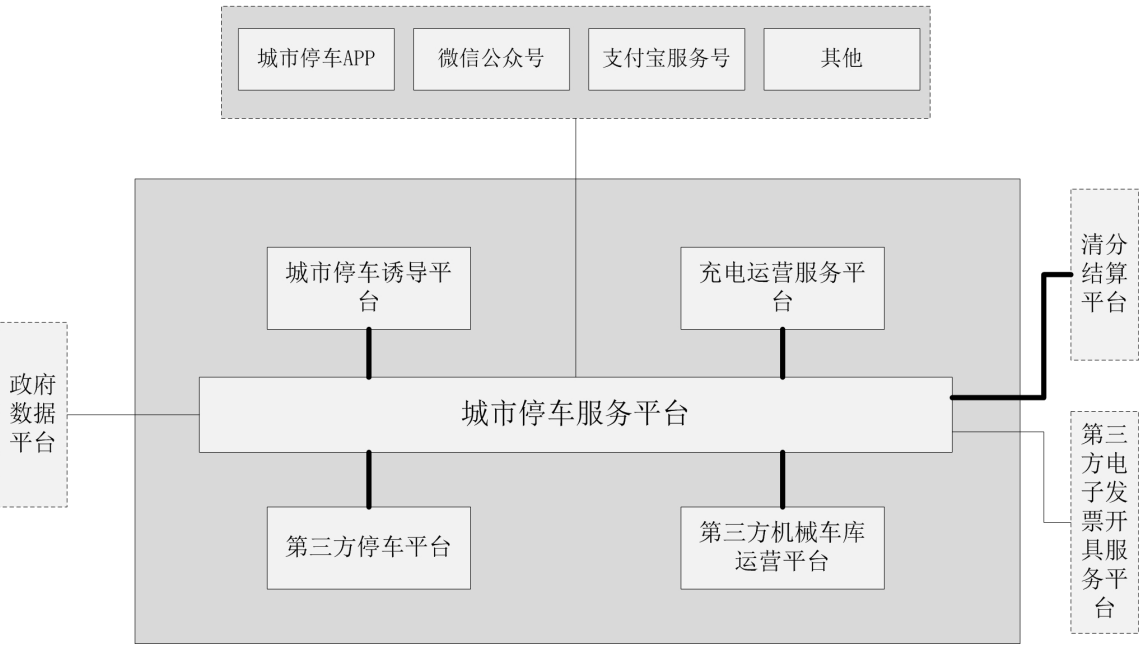 城市停车APP
微信公众号
支付宝服务号
其他
城市停车诱导平
台
充电运营服务平
台
清分
结算
平台
政府
数据
平台
城市停车服务平台
第三方停车平台
第三方机械车库
运营平台
第三
方电
子发
票开
具服
务平
台